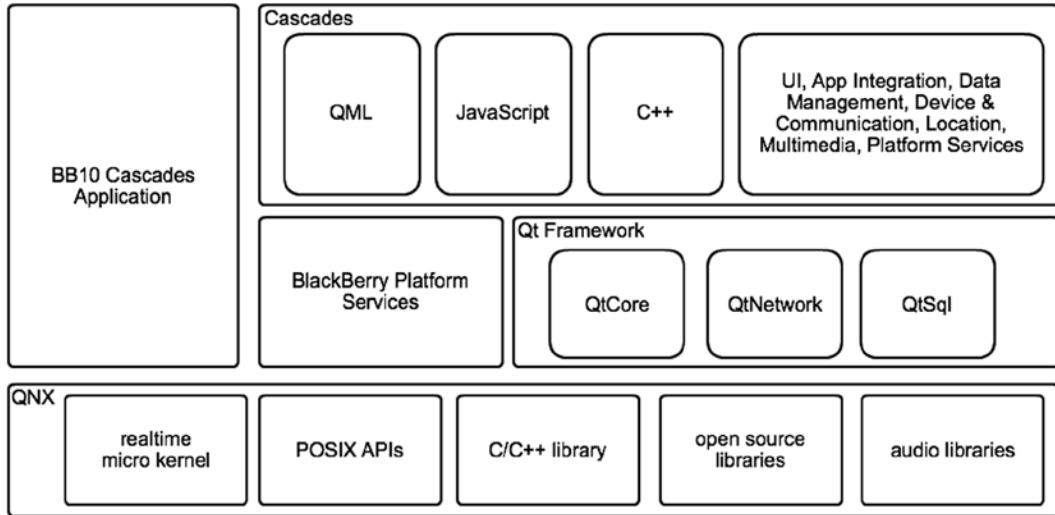 Cascades
BB10 Cascades
Application
QML
JavaScript
C++
UI, App Integration, Data
Management, Device &
Communication, Location,
Multimedia, Platform Services
BlackBerry Platform
Services
Qt Framework
QtCore
QtNetwork
QtSql
QNX
realtime
micro kernel
POSIX APIs
C/C++ library
open source
libraries
audio libraries